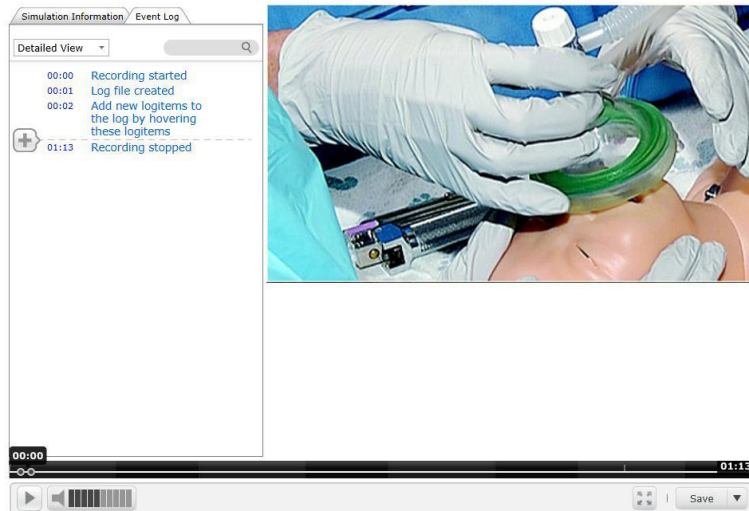 Simulation Information Event Log
Detailed View
00:00 Recording started
00:01 Log file created
00:02 Add new logitems to
the log by hovering
these logitems
01:13 Recording stopped
00:00
01:13
Save